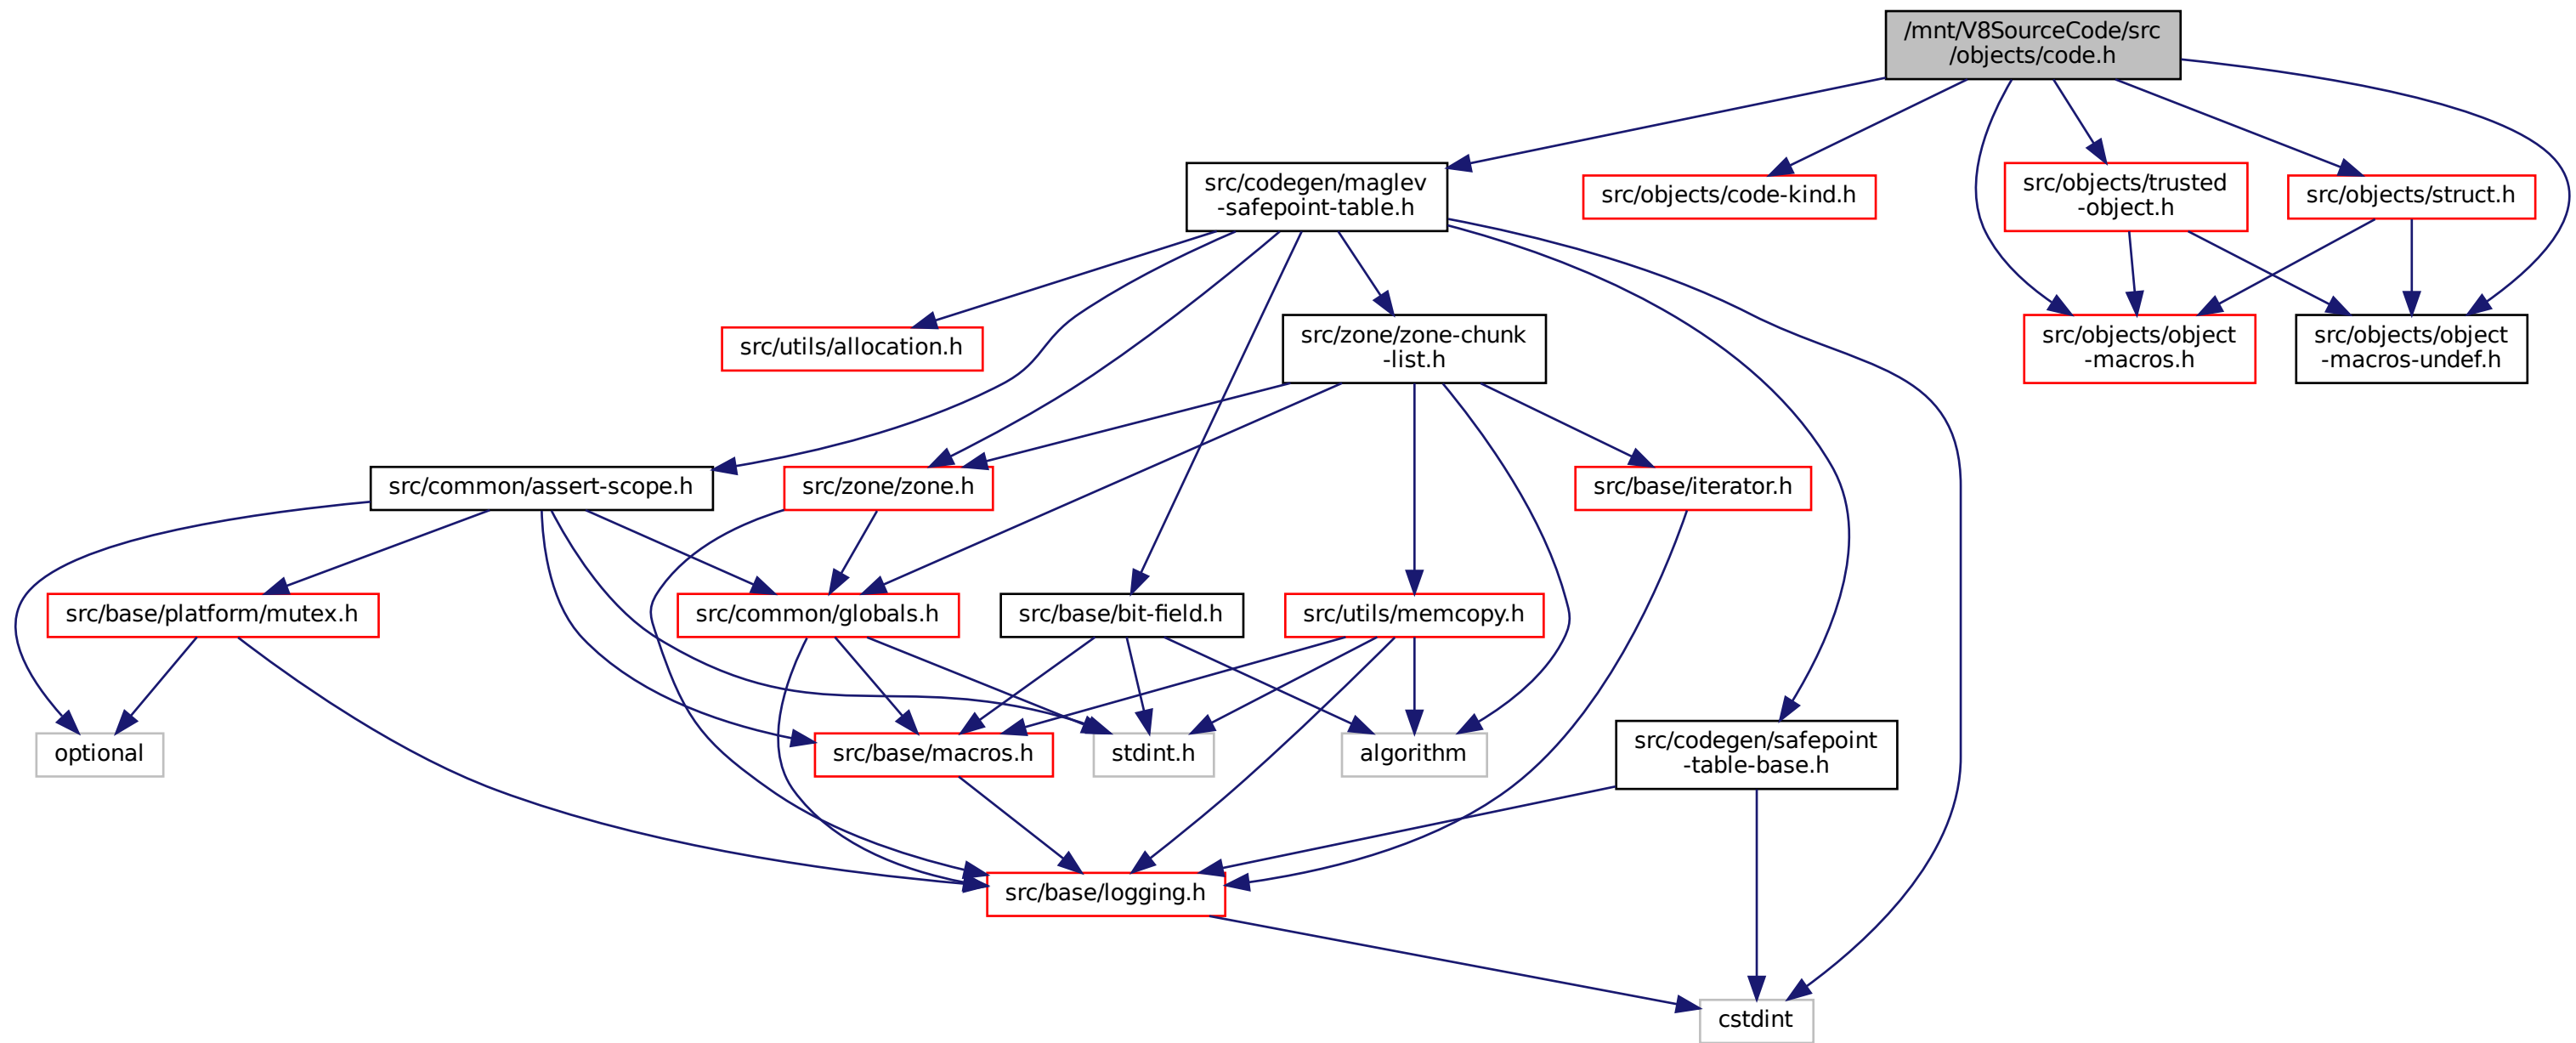 /mnt/V8SourceCode/src
/objects/code.h
src/codegen/maglev
-safepoint-table.h
src/objects/code-kind.h
src/objects/trusted
-object.h
src/objects/struct.h
src/utils/allocation.h
src/zone/zone-chunk
-list.h
src/objects/object
-macros.h
src/objects/object
-macros-undef.h
src/common/assert-scope.h
src/zone/zone.h
src/base/iterator.h
src/base/platform/mutex.h
src/common/globals.h
src/base/bit-field.h
src/utils/memcopy.h
optional
src/base/macros.h
stdint.h
algorithm
src/codegen/safepoint
-table-base.h
src/base/logging.h
cstdint